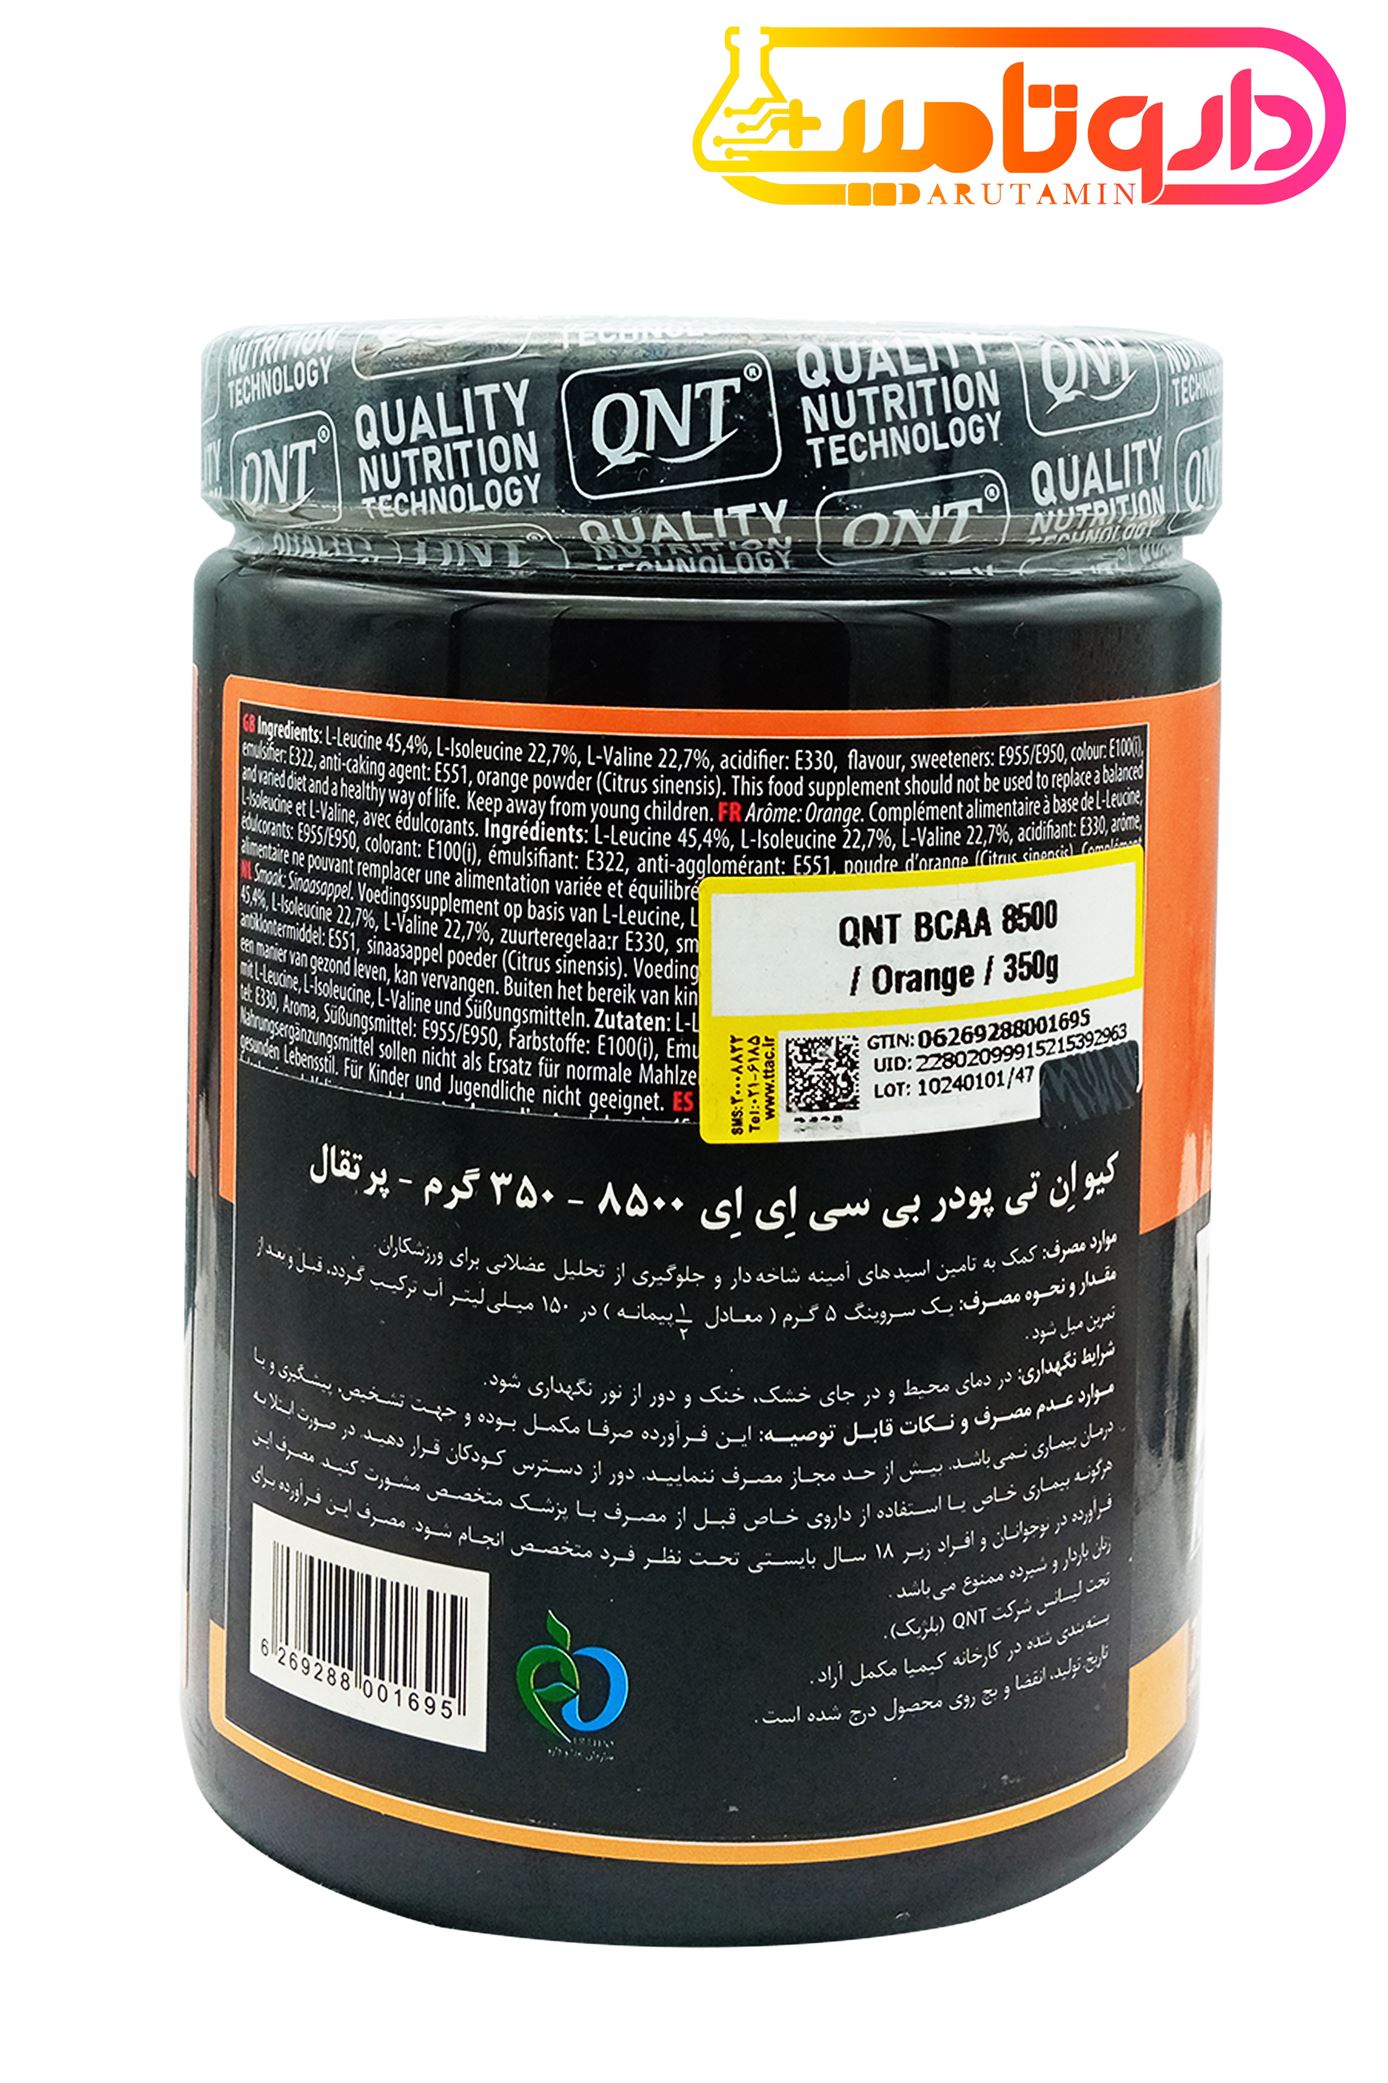 داروتامین
DARUTAMIN
NUTRITION
TECHNOLOGY
QUALITY
NUTRITION
TECHNOLOGY
QNT®
QUALITY
NUTRITION
TECHNOLOGY
QNT
QNT®
QUALITY
NUTRITION
TECHNOLOGY
QNT®
QUALITY
NUTRITION
TECHNOLOGY
GB Ingredients: L-Leucine 45,4%, L-Isoleucine 22,7%, L-Valine 22,7%, acidifier: E330, flavour, sweeteners: E955/E950, colour: E100(i),
emulsifier: E322, anti-caking agent: E551, orange powder (Citrus sinensis). This food supplement should not be used to replace a balanced
and varied diet and a healthy way of life. Keep away from young children. FR Arôme: Orange. Complément alimentaire à base de L-Leucine,
L-Isoleucine et L-Valine, avec édulcorants. Ingrédients: L-Leucine 45,4%, L-Isoleucine 22,7%, L-Valine 22,7%, acidifiant: E330, arôme,
édulcorants: E955/E950, colorant: E100(i), émulsifiant: E322, anti-agglomérant: E551, poudre d'orange (Citrus sinensis). Complément
alimentaire ne pouvant remplacer une alimentation variée et équilibré
NL Smaak: Sinaasappel. Voedingssupplement op basis van L-Leucine, L
45,4%, L-Isoleucine 22,7%, L-Valine 22,7%, zuurteregelaa:r E330, sm
antiklontermiddel: E551, sinaasappel poeder (Citrus sinensis). Voeding
een manier van gezond leven, kan vervangen. Buiten het bereik van kin
mit L-Leucine, L-Isoleucine, L-Valine und Süßungsmitteln. Zutaten: L-L
tel: E330, Aroma, Süßungsmittel: E955/E950, Farbstoffe: E100(i), Emu
Nahrungsergänzungsmittel sollen nicht als Ersatz für normale Mahlze
gesunden Lebensstil. Für Kinder und Jugendliche nicht geeignet. ES
QNT BCAA 8500
/ Orange / 350g
SMS:۲۰۰۰۸۸۲۲
Tel:۰۲۱-۶۱۸۵
www.ttac.ir
GTIN: 06269288001695
UID: 22802099915215392963
LOT: 10240101/47
کیو اِن تی پودر بی سی اِی اِی ۸۵۰۰ - ۳۵۰ گرم - پرتقال
موارد مصرف: کمک به تامین اسیدهای آمینه شاخه دار و جلوگیری از تحلیل عضلانی برای ورزشکاران.
مقدار و نحوه مصرف: یک سروینگ ۵ گرم ( معادل ۱/۲ پیمانه ) در ۱۵۰ میلی لیتر آب ترکیب گردد. قبل و بعد از
تمرین میل شود.
شرایط نگهداری: در دمای محیط و در جای خشک، خنک و دور از نور نگهداری شود.
موارد عدم مصرف و نکات قابل توصیه: این فرآورده صرفا مکمل بوده و جهت تشخیص، پیشگیری و یا
درمان بیماری نمی باشد. بیش از حد مجاز مصرف ننمایید. دور از دسترس کودکان قرار دهید. در صورت ابتلا به
هرگونه بیماری خاص یا استفاده از داروی خاص قبل از مصرف با پزشک متخصص مشورت کنید. مصرف این
فرآورده در نوجوانان و افراد زیر ۱۸ سال بایستی تحت نظر فرد متخصص انجام شود. مصرف این فرآورده برای
زنان باردار و شیرده ممنوع می باشد.
تحت لیسانس شرکت QNT (بلژیک).
بسته بندی شده در کارخانه کیمیا مکمل آراد.
تاریخ تولید، انقضا و بچ روی محصول درج شده است.
6 269288 001695